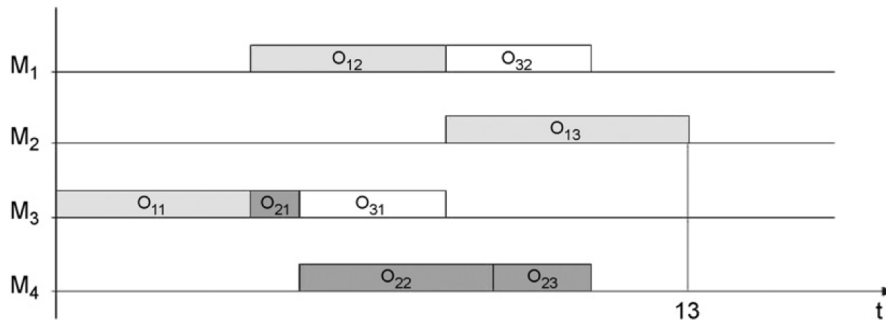 M₁ O₁₂ O₃₂
M₂ O₁₃
M₃ O₁₁ O₂₁ O₃₁
M₄ O₂₂ O₂₃
13 t